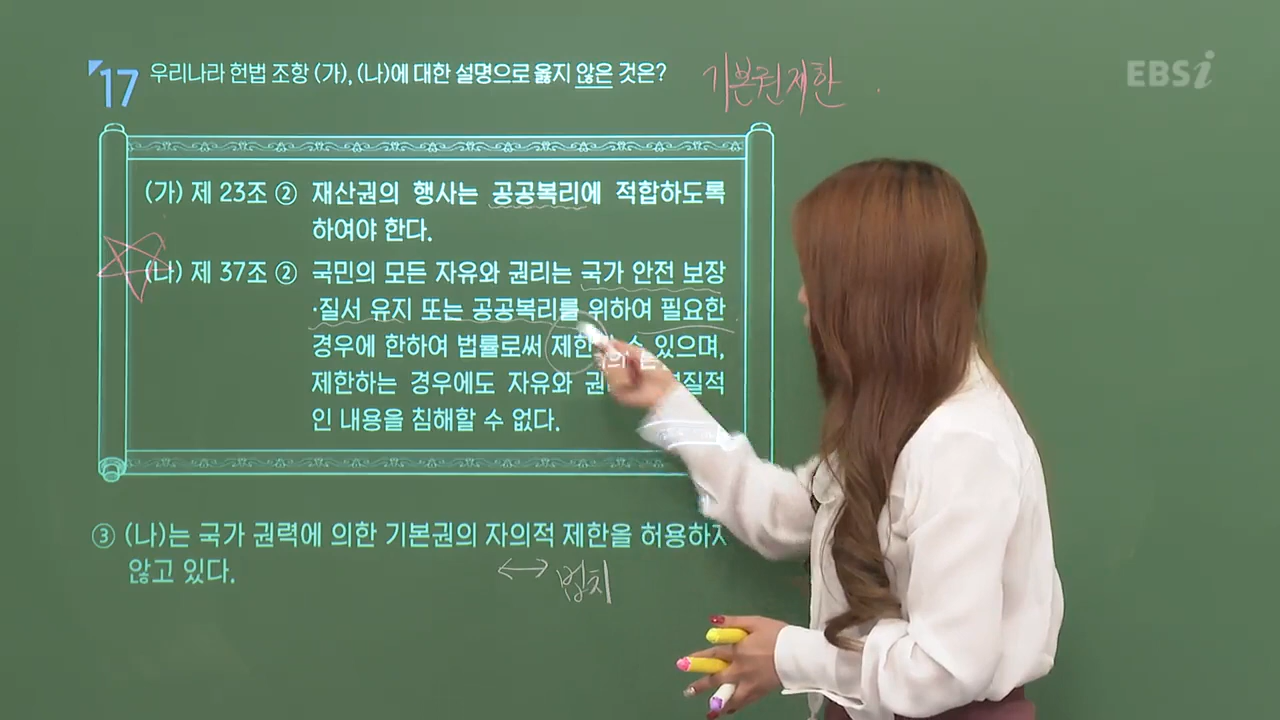 17 우리나라 헌법 조항 (가), (나)에 대한 설명으로 옳지 않은 것은?
기본권제한
EBSi
(가) 제 23조 ② 재산권의 행사는 공공복리에 적합하도록
하여야 한다.
(나) 제 37조 ② 국민의 모든 자유와 권리는 국가 안전 보장
·질서 유지 또는 공공복리를 위하여 필요한
경우에 한하여 법률로써 제한 수 있으며,
제한하는 경우에도 자유와
인 내용을 침해할 수 없다.
③ (나)는 국가 권력에 의한 기본권의 자의적 제한을 허용하지
않고 있다.
↔ 법치